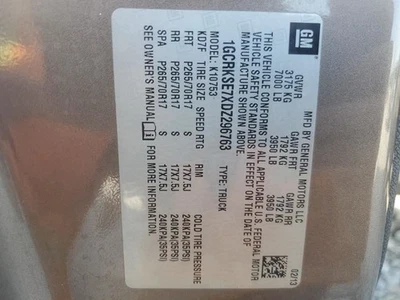 GM
MFD BY GENERAL MOTORS LLC 02/13
GVWR GAWR FRT GAWR RR
3175 KG 1792 KG 1792 KG
7000 LB 3950 LB 3950 LB
THIS VEHICLE CONFORMS TO ALL APPLICABLE U.S. FEDERAL MOTOR
VEHICLE SAFETY STANDARDS IN EFFECT ON THE DATE OF
MANUFACTURE SHOWN ABOVE.
1GCRKSE7XDZ296763 TYPE: TRUCK
MODEL: K10753
KD7F TIRE SIZE SPEED RTG RIM COLD TIRE PRESSURE
FRT P265/70R17 S 17X7.5J 240KPA(35PSI)
RR P265/70R17 S 17X7.5J 240KPA(35PSI)
SPA P265/70R17 S 17X7.5J 240KPA(35PSI)
SEE OWNER'S MANUAL FOR MORE INFORMATION.